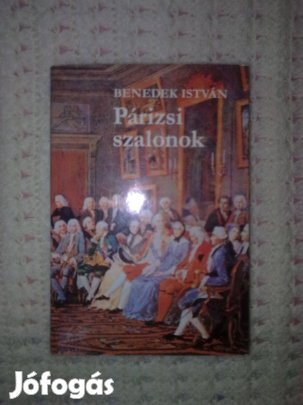 BENEDEK ISTVÁN
Párizsi
szalonok
Jófogás